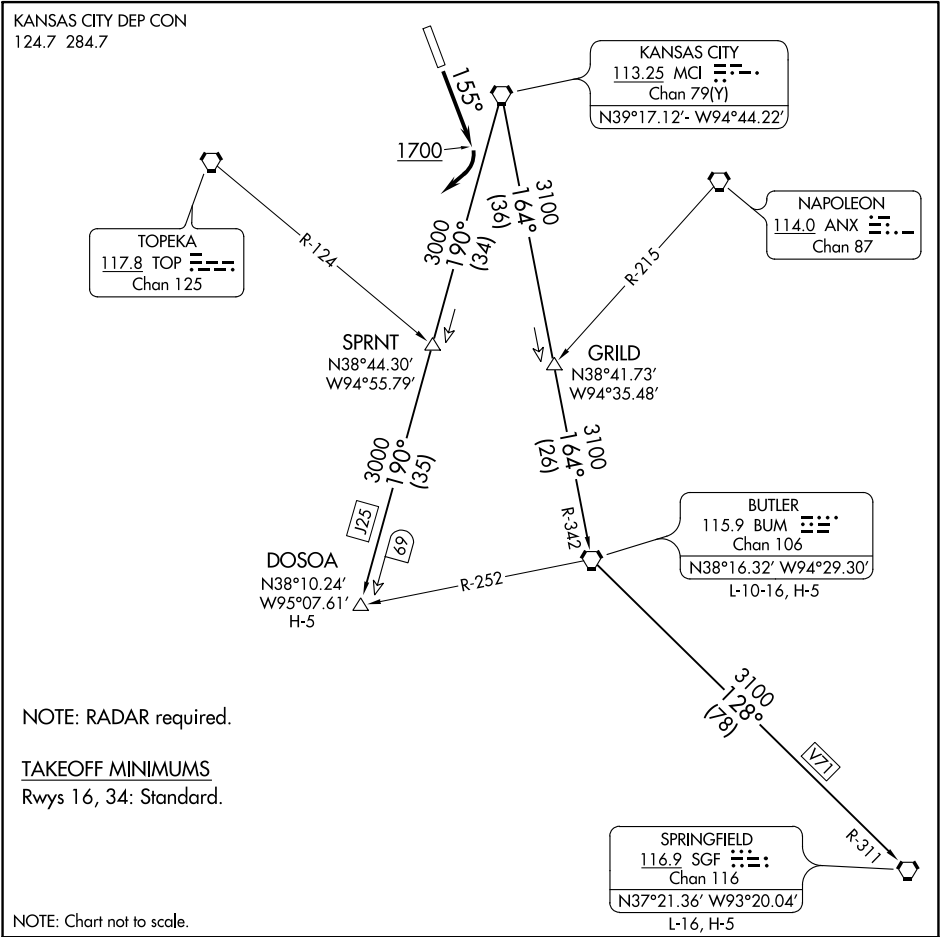 KANSAS CITY DEP CON
124.7 284.7
KANSAS CITY
113.25 MCI
Chan 79(Y)
N39°17.12'- W94°44.22'
155°
1700
TOPEKA
117.8 TOP
Chan 125
R-124
3000
190°
(34)
3100
164°
(36)
NAPOLEON
114.0 ANX
Chan 87
R-215
SPRNT
N38°44.30'
W94°55.79'
GRILD
N38°41.73'
W94°35.48'
3000
190°
(35)
3100
164°
(26)
J25
69
R-342
BUTLER
115.9 BUM
Chan 106
N38°16.32' W94°29.30'
L-10-16, H-5
DOSOA
N38°10.24'
W95°07.61'
H-5
R-252
3100
128°
(78)
V71
R-311
NOTE: RADAR required.
TAKEOFF MINIMUMS
Rwys 16, 34: Standard.
SPRINGFIELD
116.9 SGF
Chan 116
N37°21.36' W93°20.04'
L-16, H-5
NOTE: Chart not to scale.